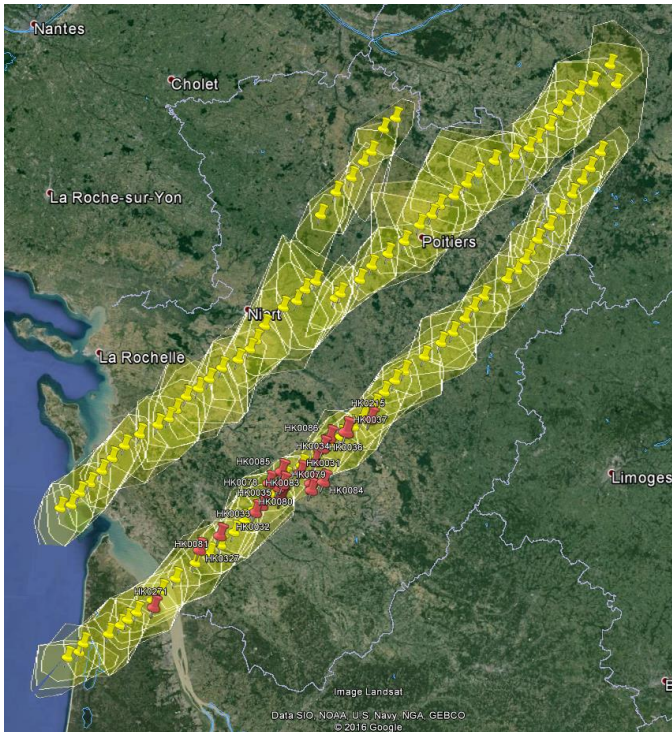 Nantes
Cholet
La Roche-sur-Yon
Poitiers
Niort
La Rochelle
HK0215
HK0037
HK0086
HK0034
HK0036
HK0031
HK0085
HK0079
HK0078
HK0083
HK0084
HK0035
HK0080
HK0033
HK0032
HK0081
HK0327
HK0271
Limoges
Image Landsat
Data SIO, NOAA, U.S. Navy, NGA, GEBCO
© 2016 Google